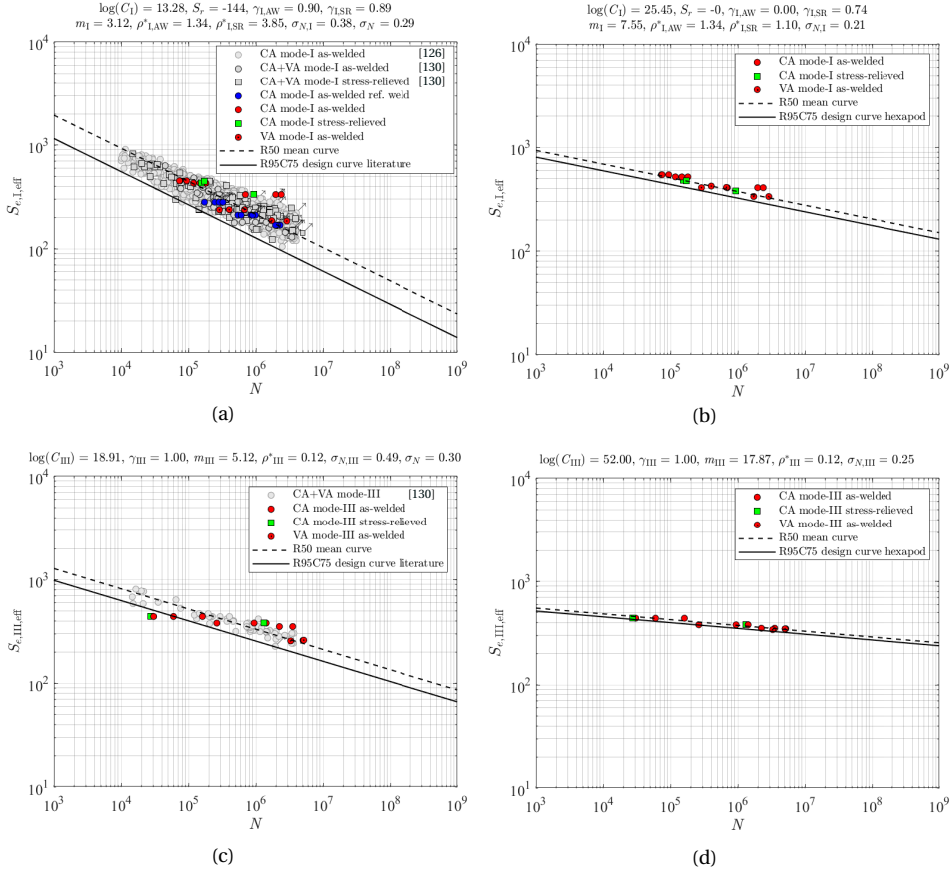 log(C_I) = 13.28, S_r = -144, γ_I,AW = 0.90, γ_I,SR = 0.89
m_I = 3.12, ρ*_I,AW = 1.34, ρ*_I,SR = 3.85, σ_N,I = 0.38, σ_N = 0.29
10^4
10^3
10^2
10^1
S_e,I,eff
CA mode-I as-welded [126]
CA+VA mode-I as-welded [130]
CA+VA mode-I stress-relieved [130]
CA mode-I as-welded ref. weld
CA mode-I as-welded
CA mode-I stress-relieved
VA mode-I as-welded
R50 mean curve
R95C75 design curve literature
10^3 10^4 10^5 10^6 10^7 10^8 10^9
N
(a)
log(C_I) = 25.45, S_r = -0, γ_I,AW = 0.00, γ_I,SR = 0.74
m_I = 7.55, ρ*_I,AW = 1.34, ρ*_I,SR = 1.10, σ_N,I = 0.21
10^4
10^3
10^2
10^1
S_e,I,eff
CA mode-I as-welded
CA mode-I stress-relieved
VA mode-I as-welded
R50 mean curve
R95C75 design curve hexapod
10^3 10^4 10^5 10^6 10^7 10^8 10^9
N
(b)
log(C_III) = 18.91, γ_III = 1.00, m_III = 5.12, ρ*_III = 0.12, σ_N,III = 0.49, σ_N = 0.30
10^4
10^3
10^2
10^1
S_e,III,eff
CA+VA mode-III [130]
CA mode-III as-welded
CA mode-III stress-relieved
VA mode-III as-welded
R50 mean curve
R95C75 design curve literature
10^3 10^4 10^5 10^6 10^7 10^8 10^9
N
(c)
log(C_III) = 52.00, γ_III = 1.00, m_III = 17.87, ρ*_III = 0.12, σ_N,III = 0.25
10^4
10^3
10^2
10^1
S_e,III,eff
CA mode-III as-welded
CA mode-III stress-relieved
VA mode-III as-welded
R50 mean curve
R95C75 design curve hexapod
10^3 10^4 10^5 10^6 10^7 10^8 10^9
N
(d)